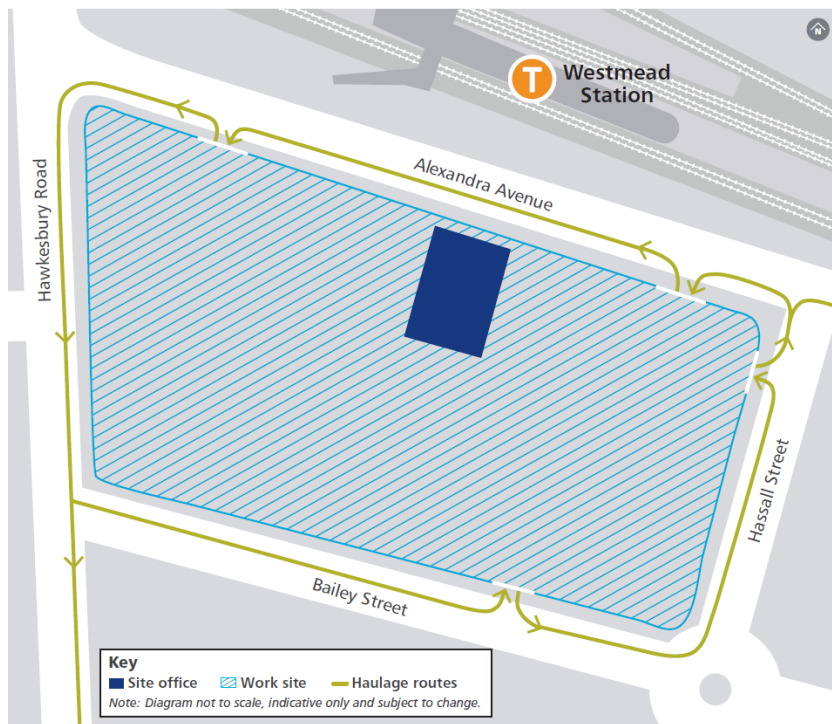 N
T
Westmead
Station
Alexandra Avenue
Hawkesbury Road
Hassall Street
Bailey Street
Key
Site office
Work site
Haulage routes
Note: Diagram not to scale, indicative only and subject to change.